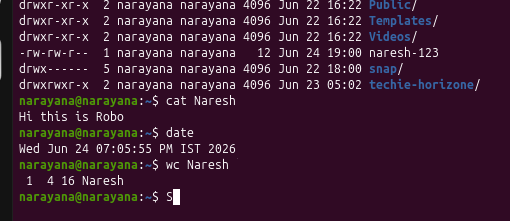 drwxr-xr-x  2 narayana narayana 4096 Jun 22 16:22 Public/
drwxr-xr-x  2 narayana narayana 4096 Jun 22 16:22 Templates/
drwxr-xr-x  2 narayana narayana 4096 Jun 22 16:22 Videos/
-rw-rw-r--  1 narayana narayana   12 Jun 24 19:00 naresh-123
drwx------  5 narayana narayana 4096 Jun 22 18:00 snap/
drwxrwxr-x  2 narayana narayana 4096 Jun 23 05:02 techie-horizone/
narayana@narayana:~$ cat Naresh
Hi this is Robo
narayana@narayana:~$ date
Wed Jun 24 07:05:55 PM IST 2026
narayana@narayana:~$ wc Naresh
 1  4 16 Naresh
narayana@narayana:~$ S